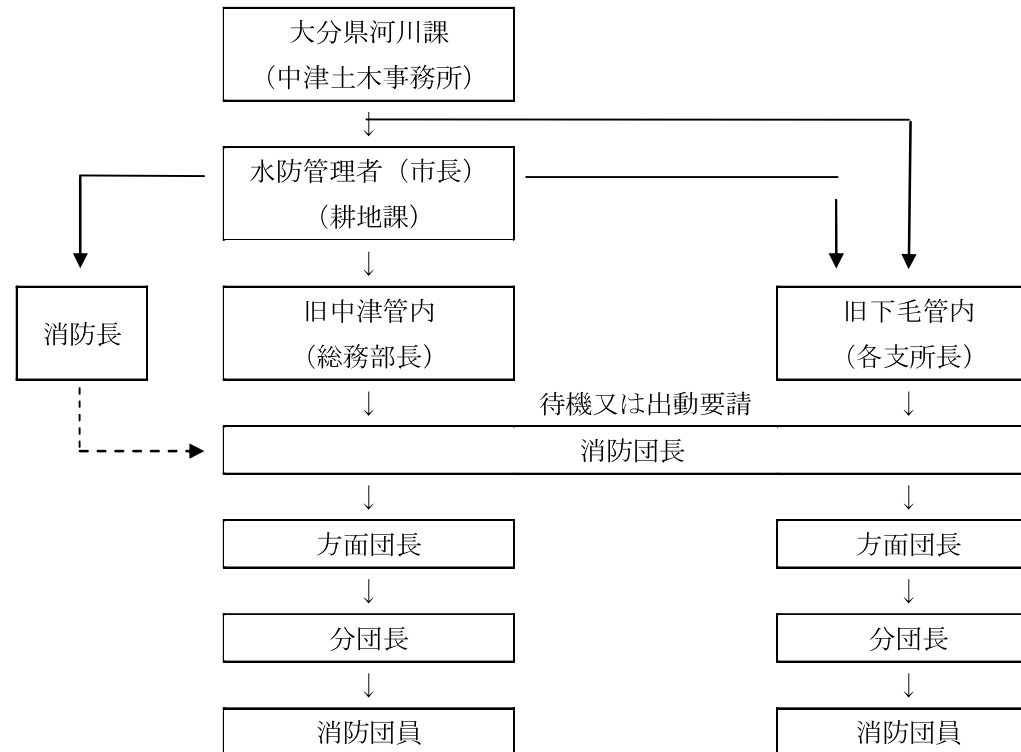 大分県河川課
（中津土木事務所）
↓
水防管理者（市長）
（耕地課）
↓
消防長
旧中津管内
（総務部長）
旧下毛管内
（各支所長）
↓
待機又は出動要請
↓
消防団長
↓
↓
方面団長
方面団長
↓
↓
分団長
分団長
↓
↓
消防団員
消防団員